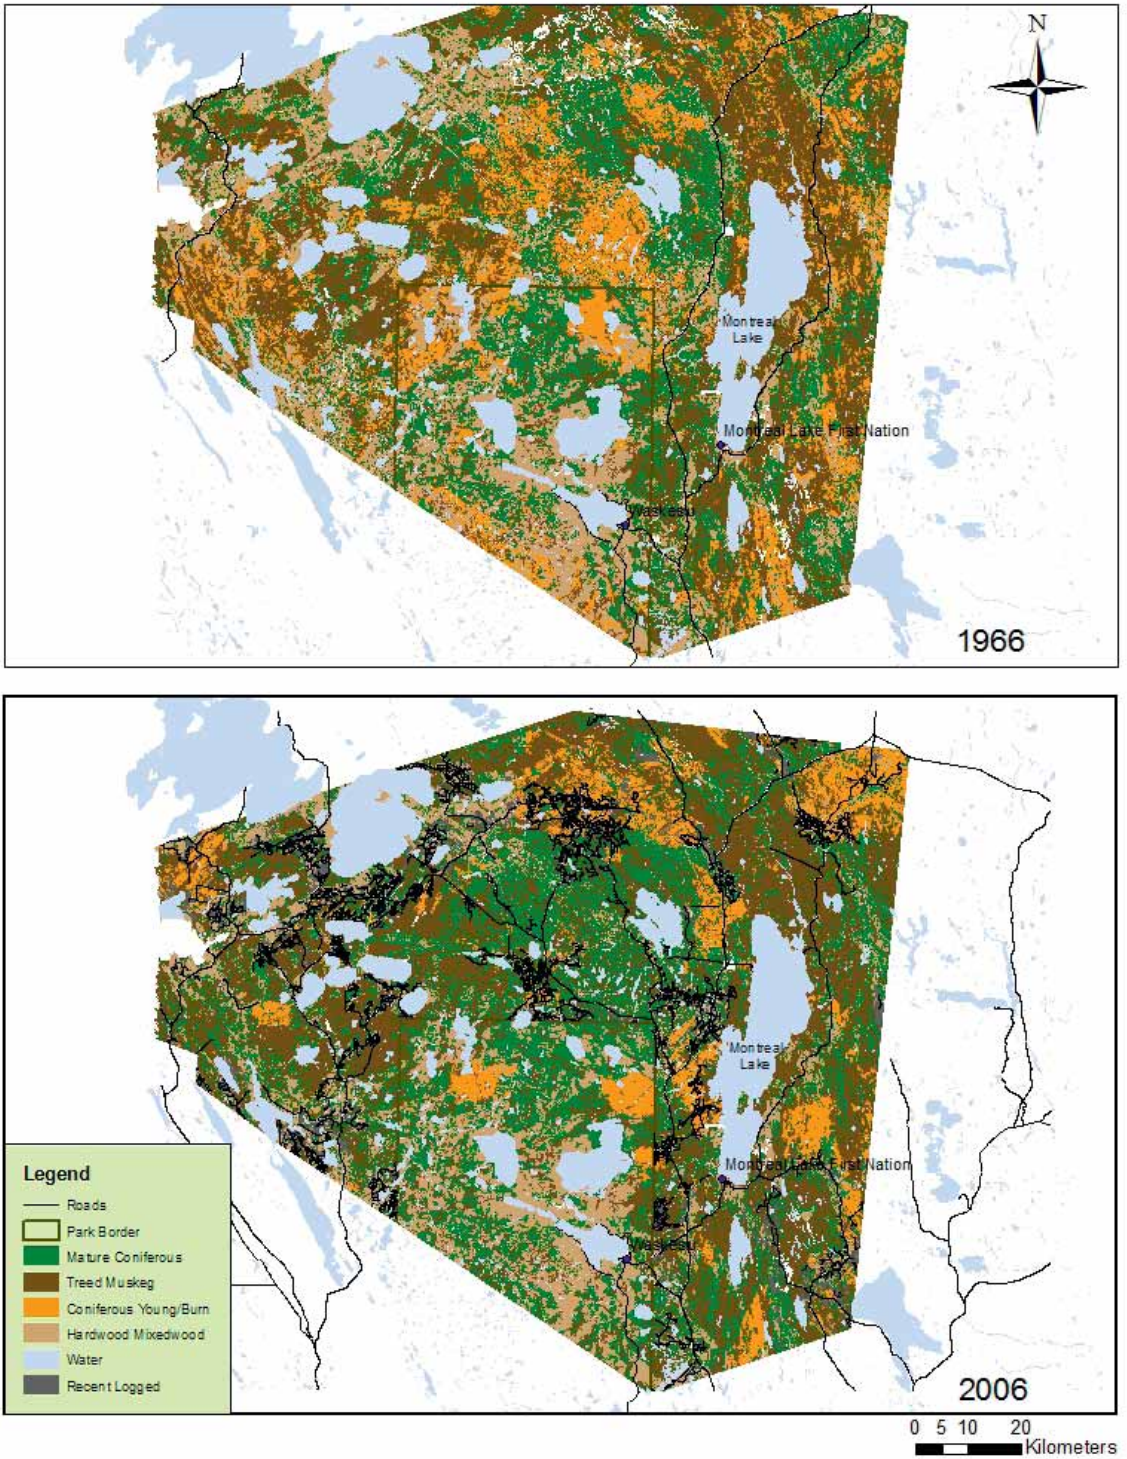 N
Montreal
Lake
Montreal Lake First Nation
Waskesiu
1966
Montreal
Lake
Montreal Lake First Nation
Waskesiu
Legend
Roads
Park Border
Mature Coniferous
Treed Muskeg
Coniferous Young/Burn
Hardwood Mixedwood
Water
Recent Logged
2006
0 5 10 20
Kilometers